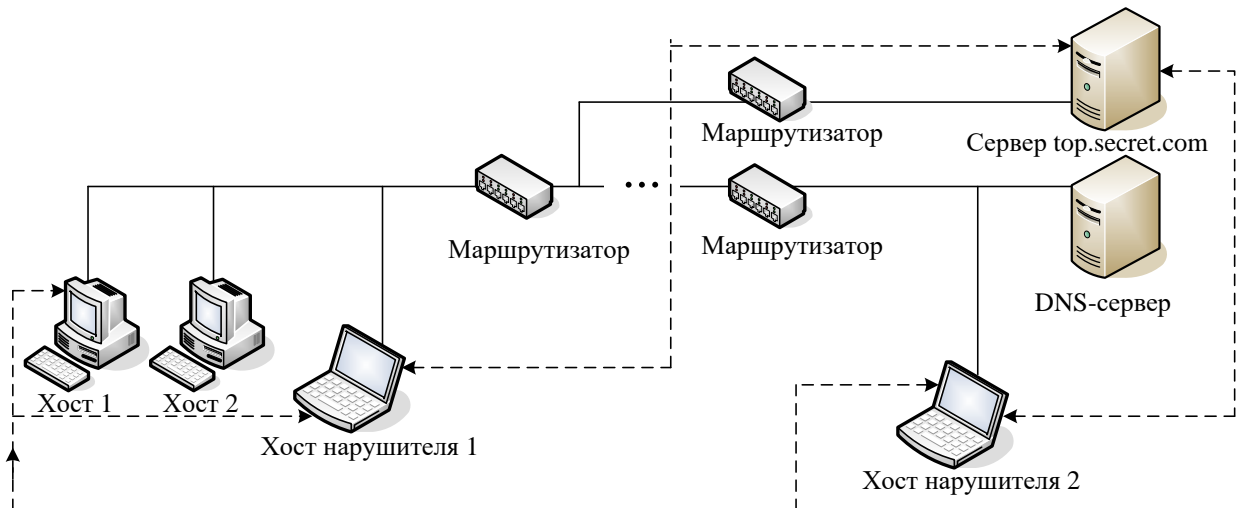 Маршрутизатор
Сервер top.secret.com
Маршрутизатор
Маршрутизатор
DNS-сервер
Хост 1
Хост 2
Хост нарушителя 1
Хост нарушителя 2